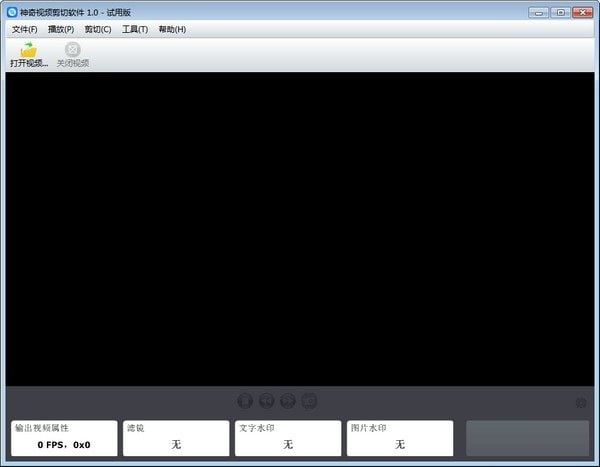 神奇视频剪切软件 1.0 - 试用版
文件(F) 播放(P) 剪切(C) 工具(T) 帮助(H)
打开视频... 关闭视频
输出视频属性 滤镜 文字水印 图片水印
0 FPS，0x0 无 无 无